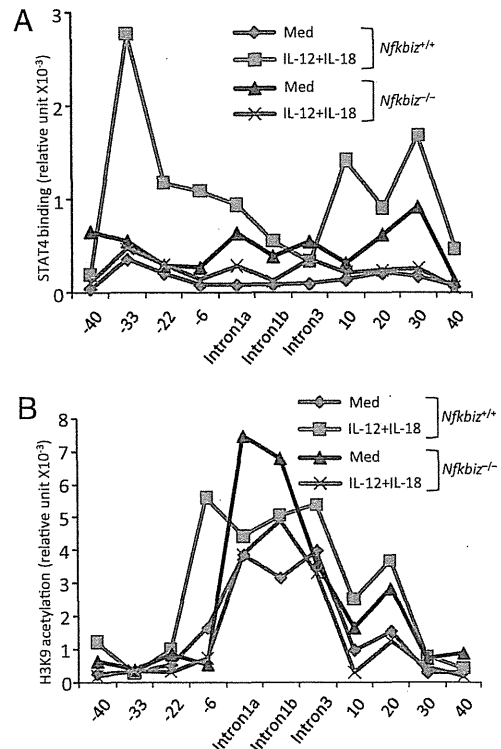 A
STAT4 binding (relative unit X10-3)
3
2
1
0
Med
IL-12+IL-18
Nfkbiz+/+
Med
IL-12+IL-18
Nfkbiz−/−
-40
-33
-22
-6
Intron1a
Intron1b
Intron3
10
20
30
40
B
H3K9 acetylation (relative unit X10-3)
8
7
6
5
4
3
2
1
0
Med
IL-12+IL-18
Nfkbiz+/+
Med
IL-12+IL-18
Nfkbiz−/−
-40
-33
-22
-6
Intron1a
Intron1b
Intron3
10
20
30
40